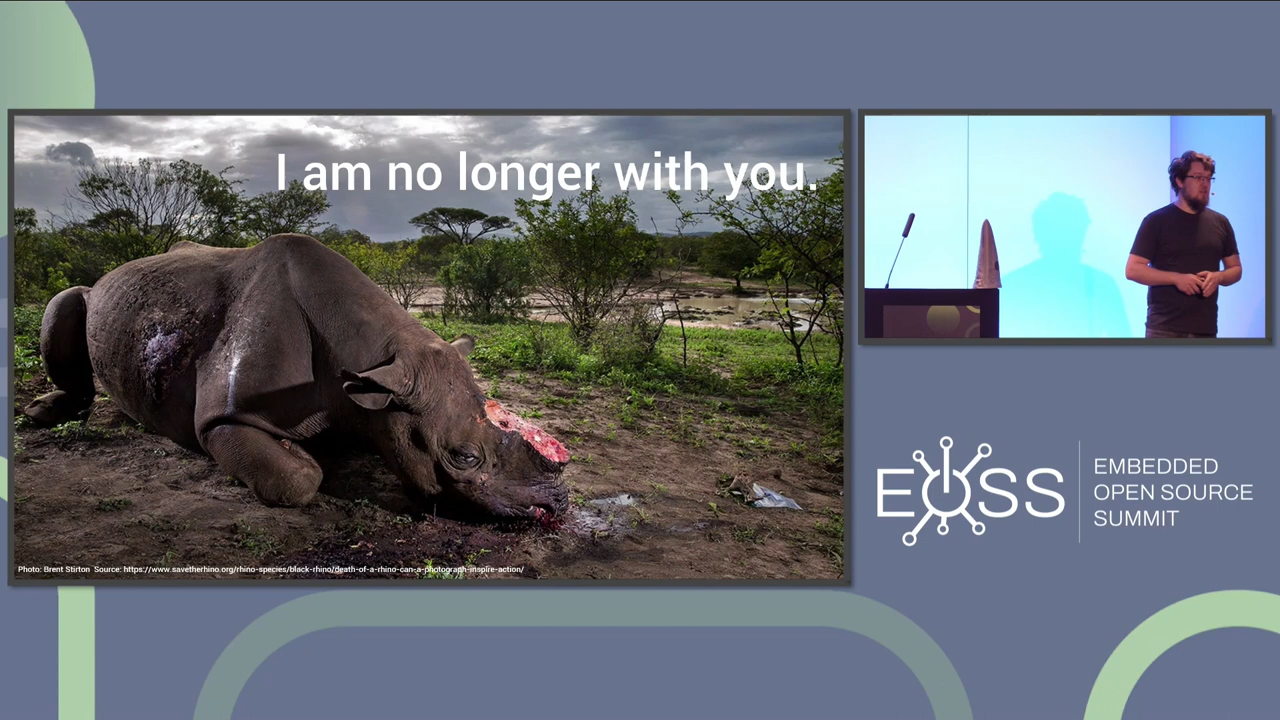 I am no longer with you.
Photo: Brent Stirton Source: https://www.savetherhino.org/rhino-species/black-rhino/death-of-a-rhino-can-a-photograph-inspire-action/
EOSS
EMBEDDED
OPEN SOURCE
SUMMIT